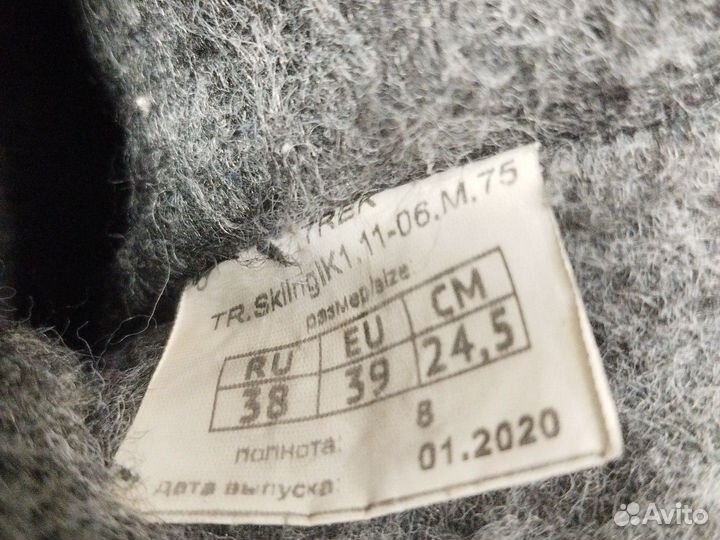 TREK
TR.SkiingIK1.11-06.M.75
размер/size:
RU EU CM
38 39 24,5
полнота: 8
дата выпуска: 01.2020
Avito